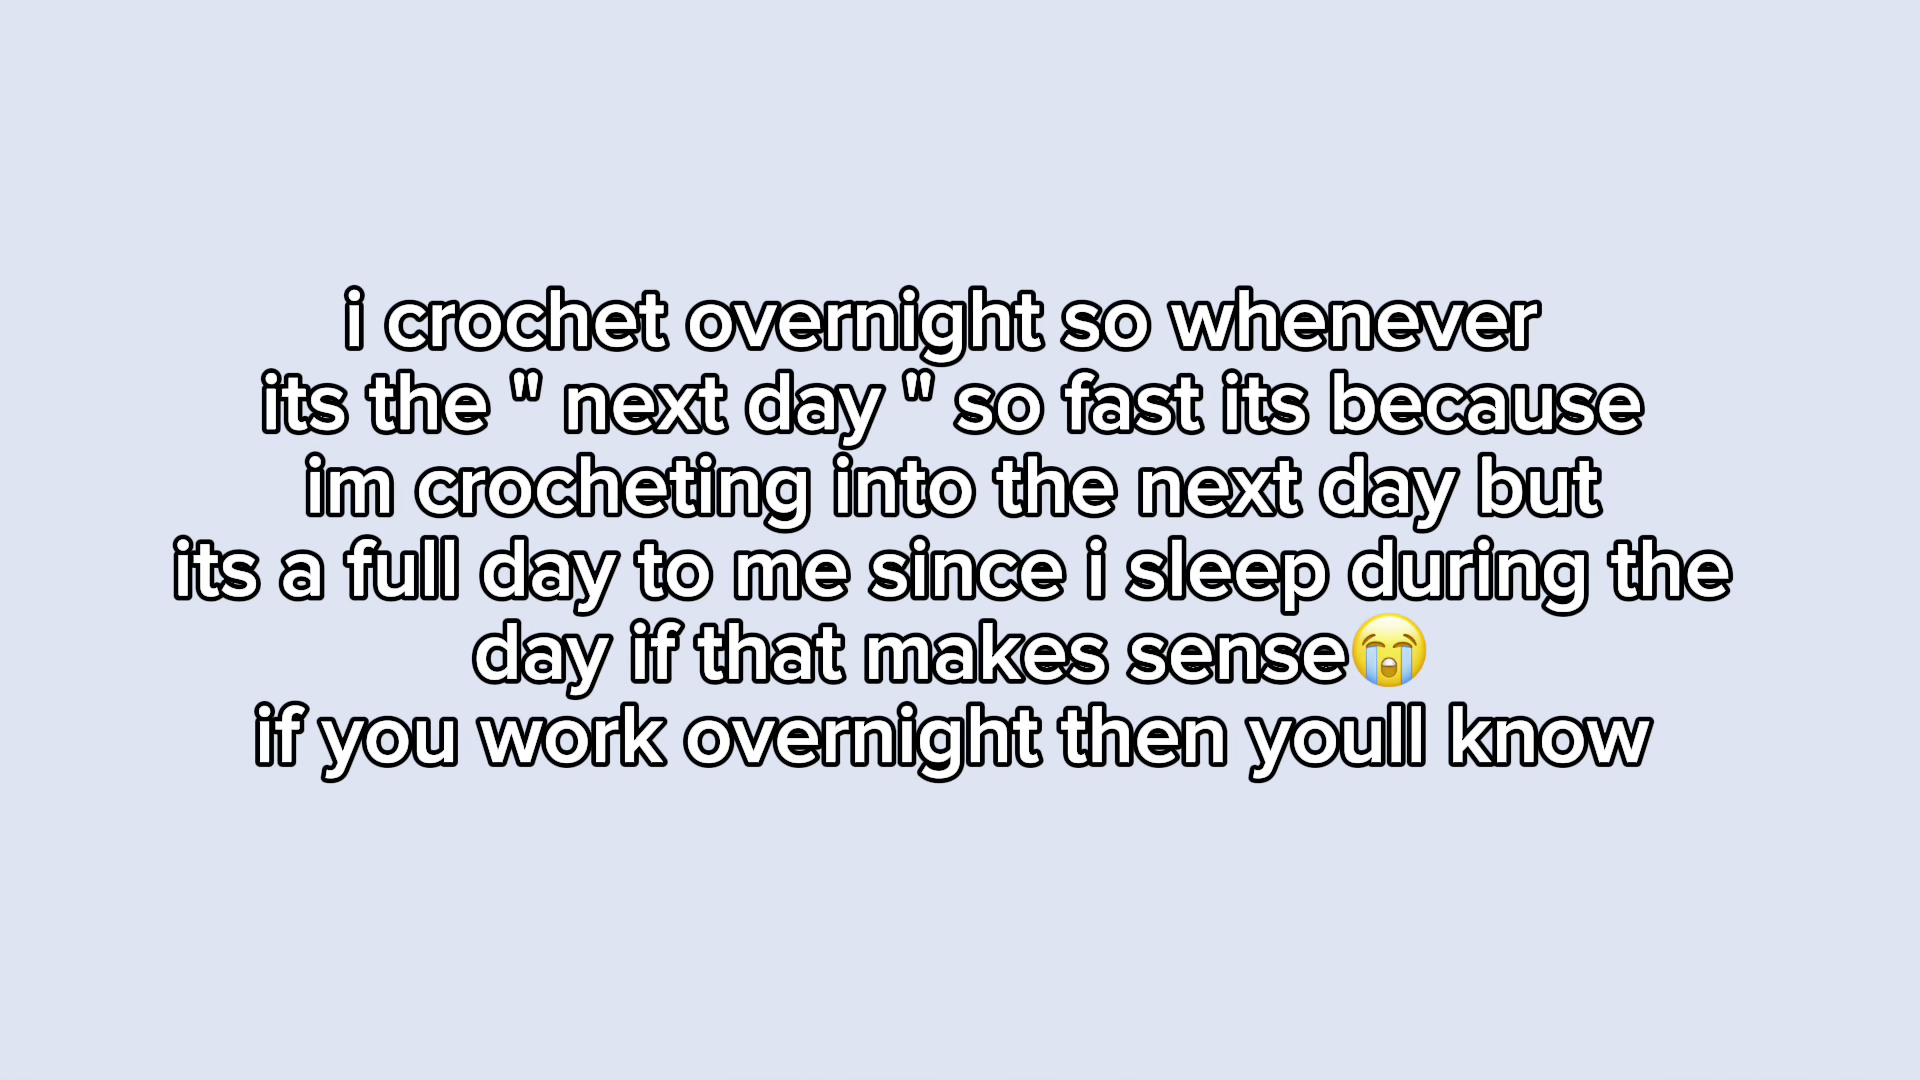 i crochet overnight so whenever
its the " next day " so fast its because
im crocheting into the next day but
its a full day to me since i sleep during the
day if that makes sense😭
if you work overnight then youll know